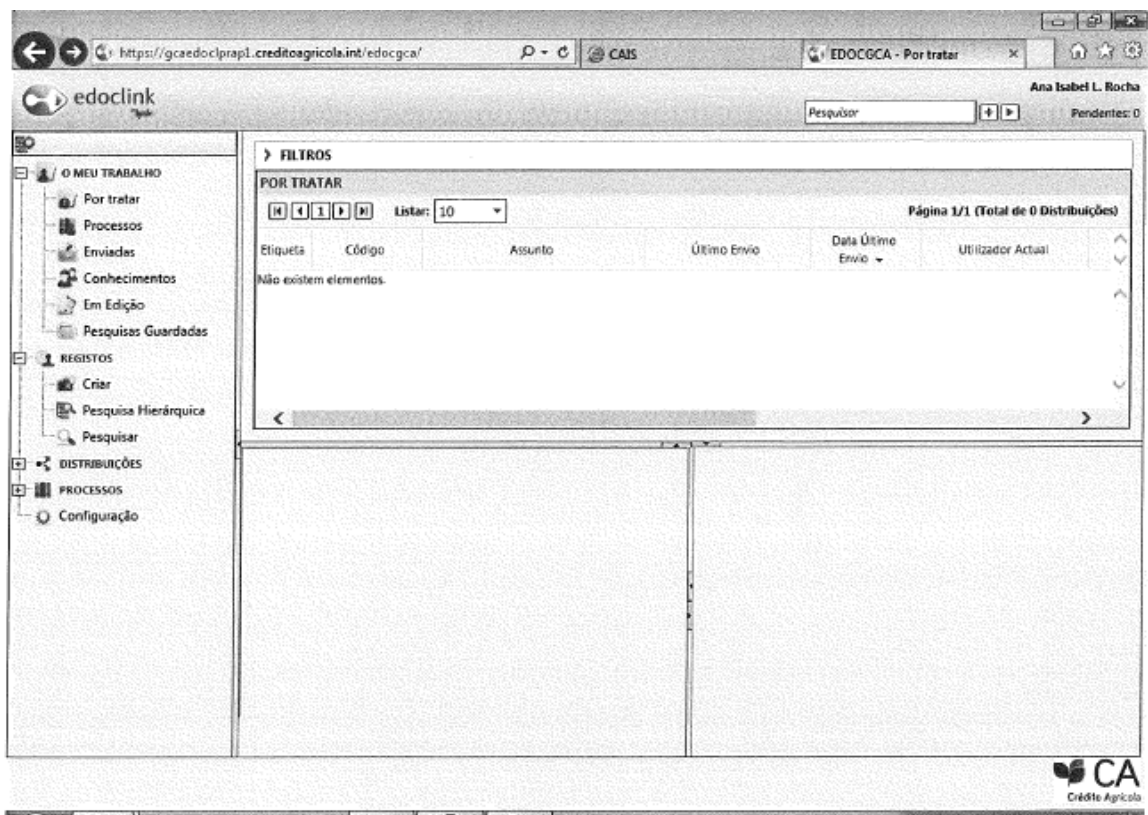 https://gcaedoclprap1.creditoagricola.int/edocgca/
CAIS
EDOCGCA - Por tratar
edoclink
Ana Isabel L. Rocha
Pesquisar
Pendentes: 0
O MEU TRABALHO
Por tratar
Processos
Enviadas
Conhecimentos
Em Edição
Pesquisas Guardadas
REGISTOS
Criar
Pesquisa Hierárquica
Pesquisar
DISTRIBUIÇÕES
PROCESSOS
Configuração
FILTROS
POR TRATAR
1 Listar: 10 Página 1/1 (Total de 0 Distribuições)
Etiqueta Código Assunto Último Envio Data Último Envio Utilizador Actual
Não existem elementos.
CA
Crédito Agrícola